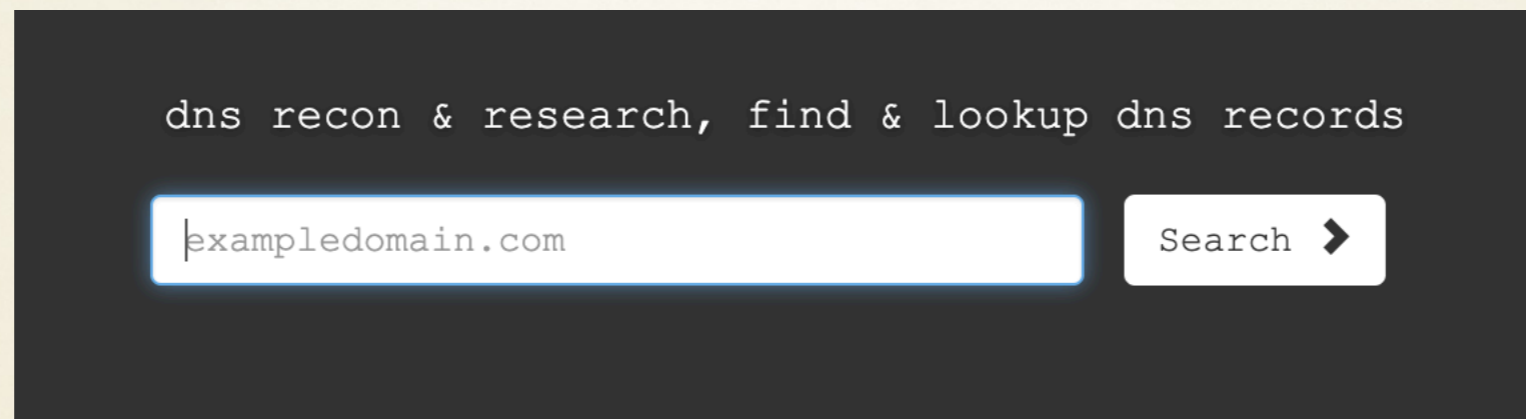 dns recon & research, find & lookup dns records
exampledomain.com
Search